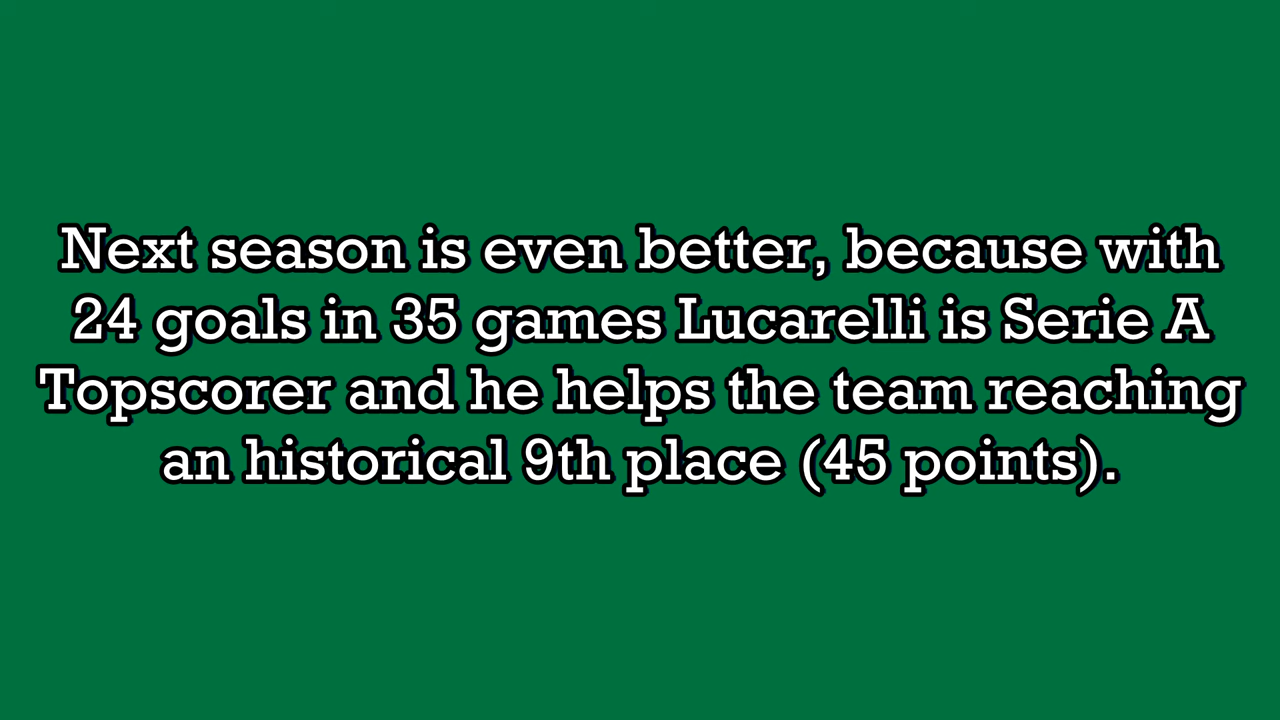 Next season is even better, because with
24 goals in 35 games Lucarelli is Serie A
Topscorer and he helps the team reaching
an historical 9th place (45 points).